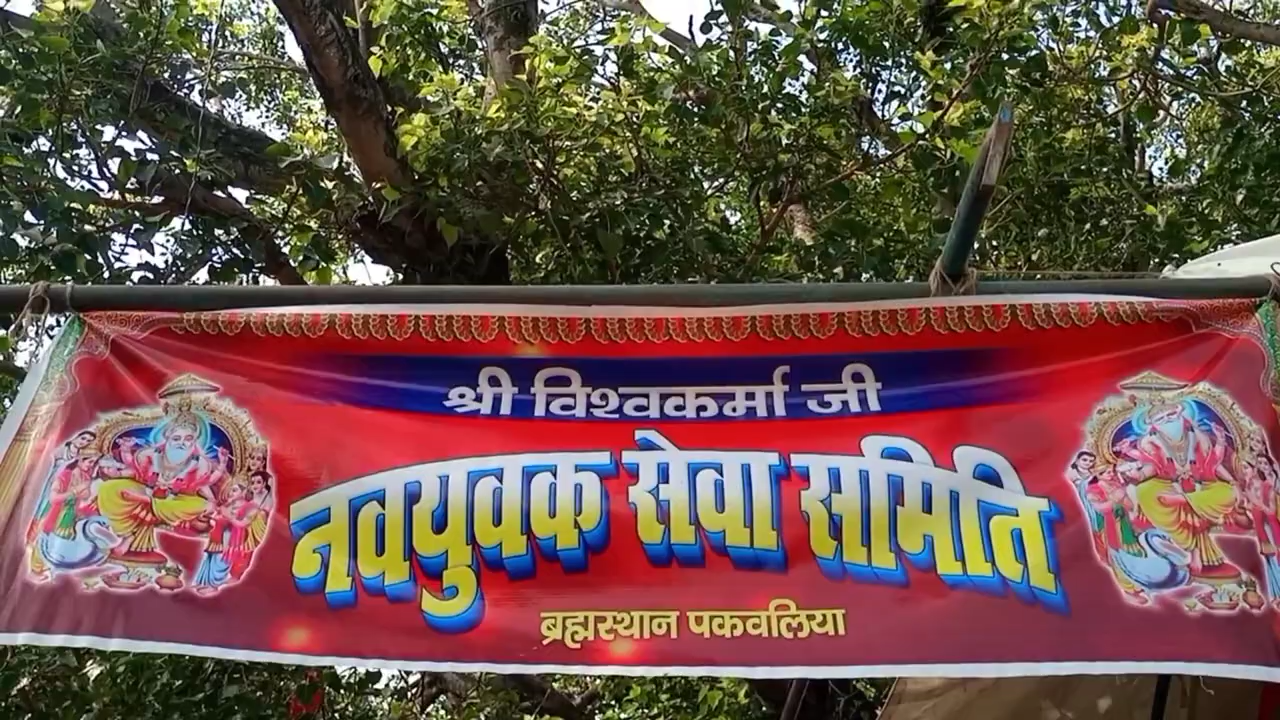 श्री विश्वकर्मा जी
नवयुवक सेवा समिति
ब्रह्मस्थान पकवलिया